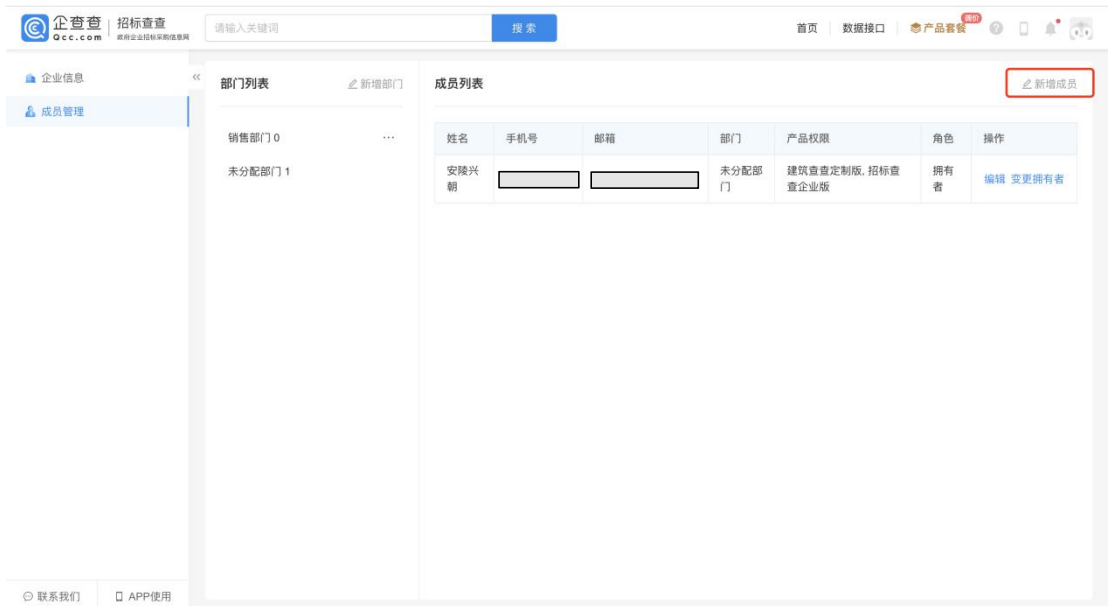 企查查 招标查查
Qcc.com 政府企业招标采购信息网
请输入关键词
搜索
首页 数据接口 产品套餐 询价
企业信息
成员管理
部门列表 新增部门
销售部门 0 ...
未分配部门 1
成员列表 新增成员
姓名 手机号 邮箱 部门 产品权限 角色 操作
安陵兴 未分配部 建筑查查定制版, 招标查 拥有 编辑 变更拥有者
朝 门 查企业版 者
联系我们 APP使用